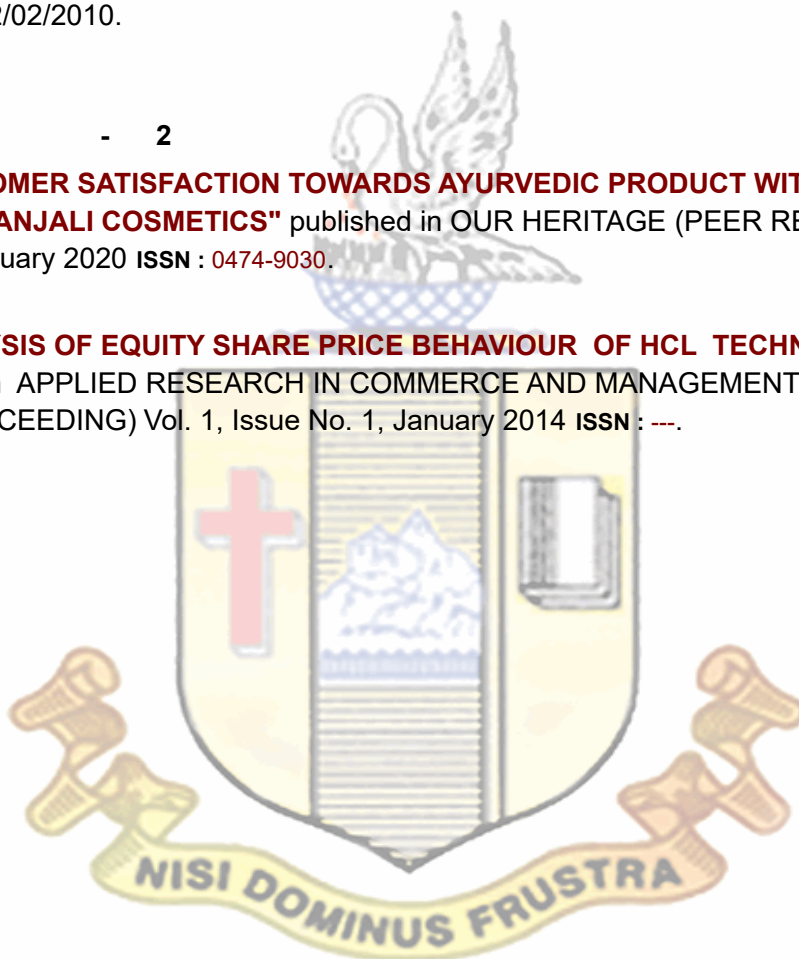 2/02/2010.
- 2
OMER SATISFACTION TOWARDS AYURVEDIC PRODUCT WIT
ANJALI COSMETICS" published in OUR HERITAGE (PEER RE
uary 2020 ISSN : 0474-9030.
YSIS OF EQUITY SHARE PRICE BEHAVIOUR OF HCL TECHN
APPLIED RESEARCH IN COMMERCE AND MANAGEMENT
CEEDING) Vol. 1, Issue No. 1, January 2014 ISSN : ---.
NISI DOMINUS FRUSTRA